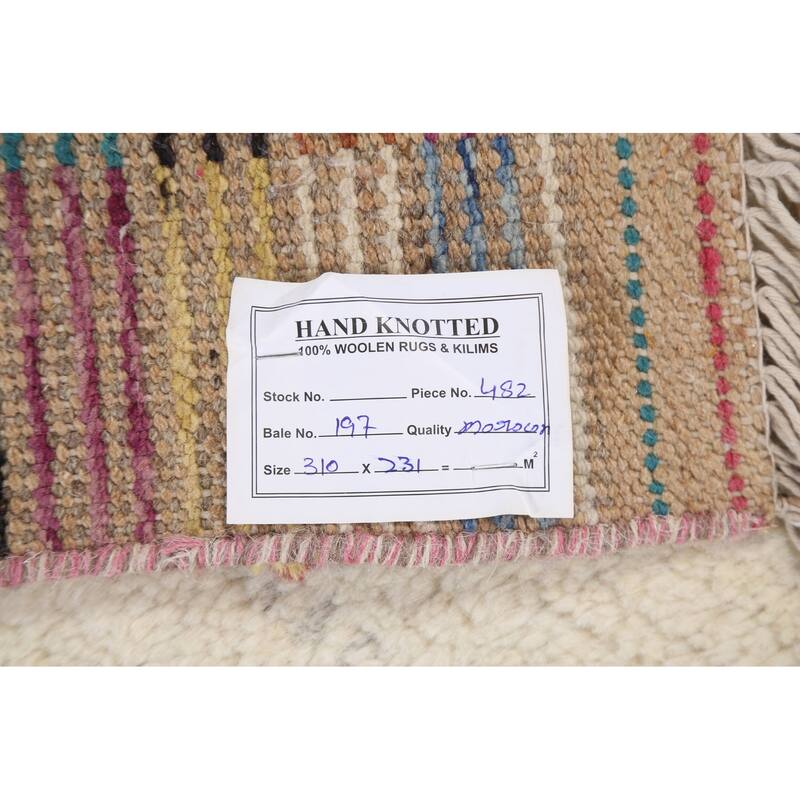 HAND KNOTTED
100% WOOLEN RUGS & KILIMS
Stock No. Piece No. 482
Bale No. 197 Quality
Size 310 X 231 = M²